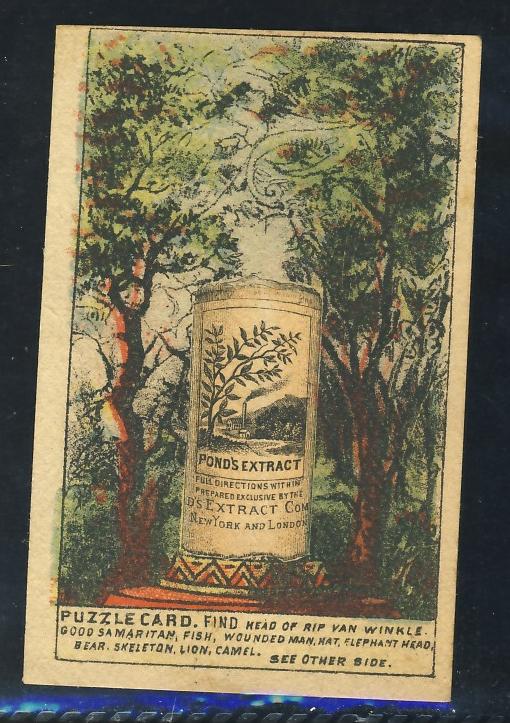 POND'S EXTRACT
FULL DIRECTIONS WITHIN
PREPARED EXCLUSIVE BY THE
D'S EXTRACT COM
NEW YORK AND LONDON
PUZZLE CARD. FIND HEAD OF RIP VAN WINKLE.
GOOD SAMARITAN, FISH, WOUNDED MAN, HAT, ELEPHANT HEAD,
BEAR. SKELETON, LION, CAMEL.
SEE OTHER SIDE.